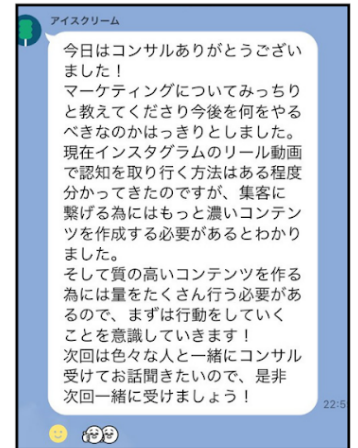 アイスクリーム
今日はコンサルありがとうござい
ました！
マーケティングについてみっちり
と教えてくださり今後を何をやる
べきなのかはっきりとしました。
現在インスタグラムのリール動画
で認知を取り行く方法はある程度
分かってきたのですが、集客に
繋げる為にはもっと濃いコンテン
ツを作成する必要があるとわかり
ました。
そして質の高いコンテンツを作る
為には量をたくさん行う必要があ
るので、まずは行動をしていく
ことを意識していきます！
次回は色々な人と一緒にコンサル
受けてお話聞きたいので、是非
次回一緒に受けましょう！